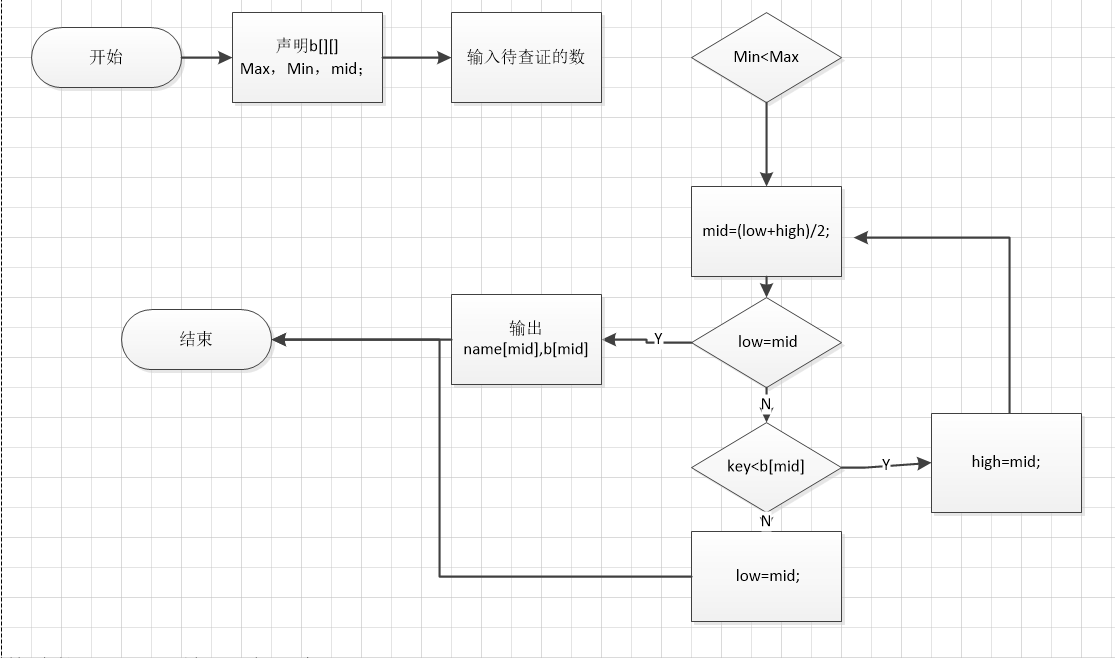 开始
声明b[][]
Max，Min，mid；
输入待查证的数
Min<Max
mid=(low+high)/2;
结束
输出
name[mid],b[mid]
Y
low=mid
N
key<b[mid]
Y
high=mid;
N
low=mid;